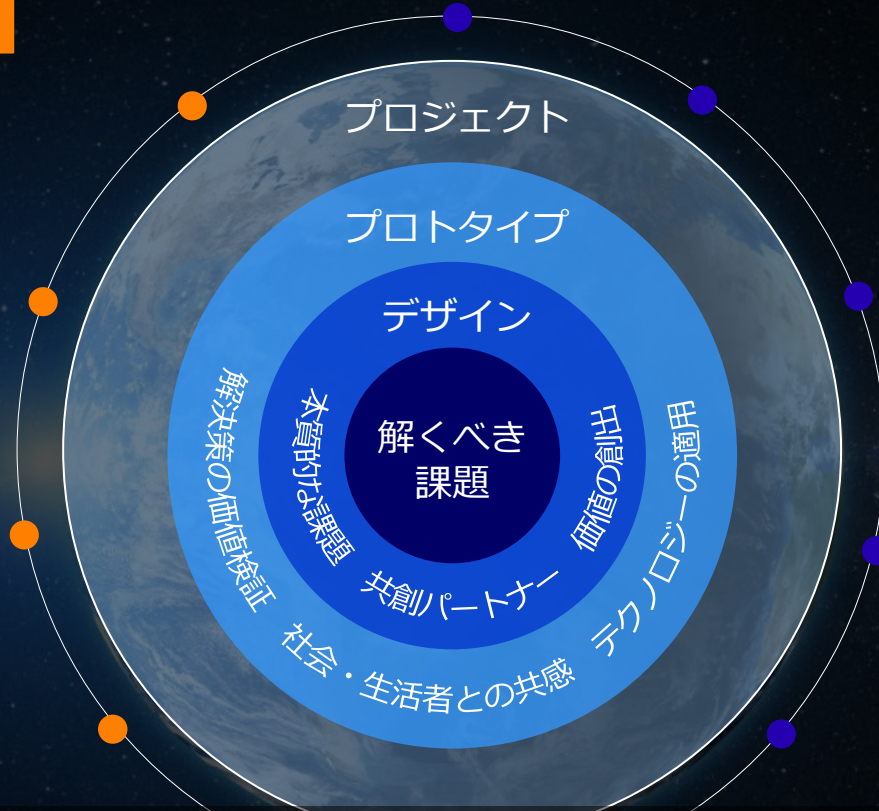 プロジェクト
プロトタイプ
デザイン
解くべき
課題
本質的な課題
共創パートナー
価値の創出
解決策の価値検証
社会・生活者との共感
テクノロジーの適用